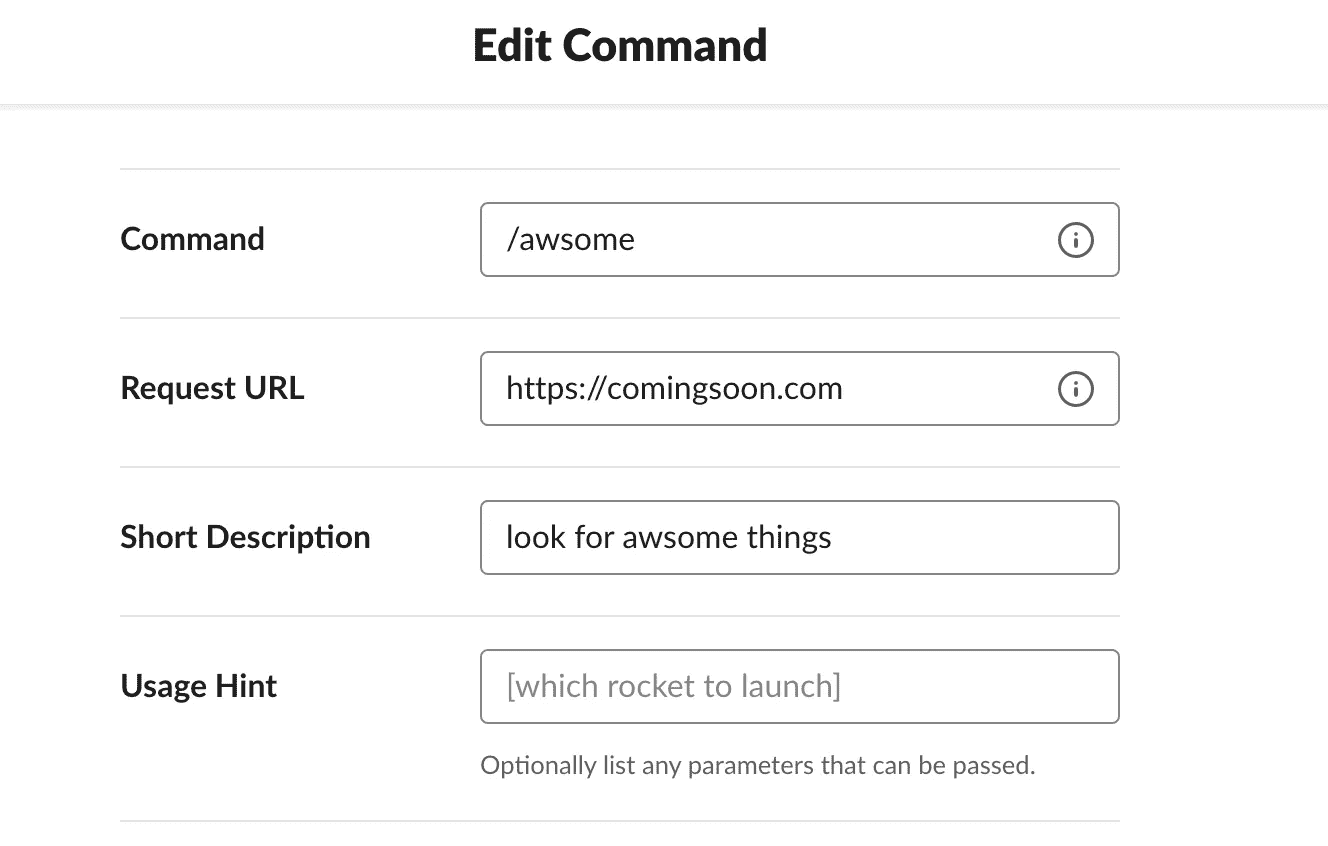 Edit Command
Command
/awsome
Request URL
https://comingsoon.com
Short Description
look for awsome things
Usage Hint
[which rocket to launch]
Optionally list any parameters that can be passed.